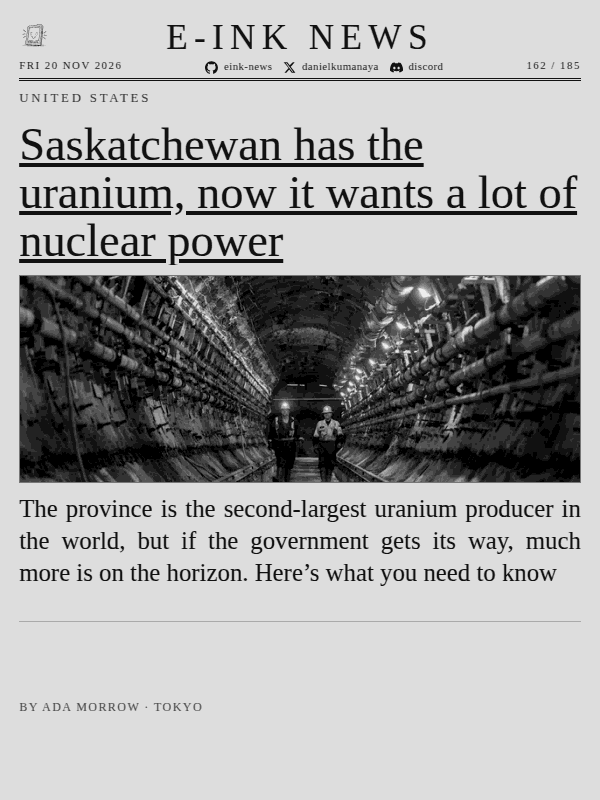 E-INK NEWS
FRI 20 NOV 2026
eink-news
danielkumanaya
discord
162 / 185
UNITED STATES
Saskatchewan has the
uranium, now it wants a lot of
nuclear power
The province is the second-largest uranium producer in
the world, but if the government gets its way, much
more is on the horizon. Here’s what you need to know
BY ADA MORROW · TOKYO